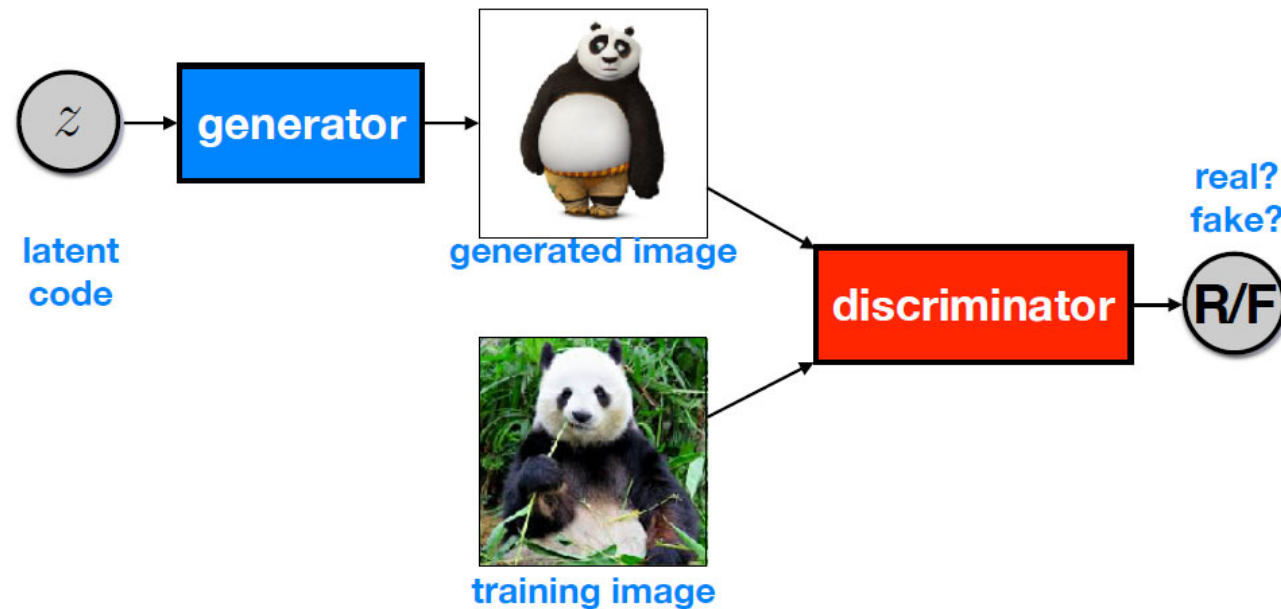 z
generator
latent
code
generated image
training image
discriminator
real?
fake?
R/F